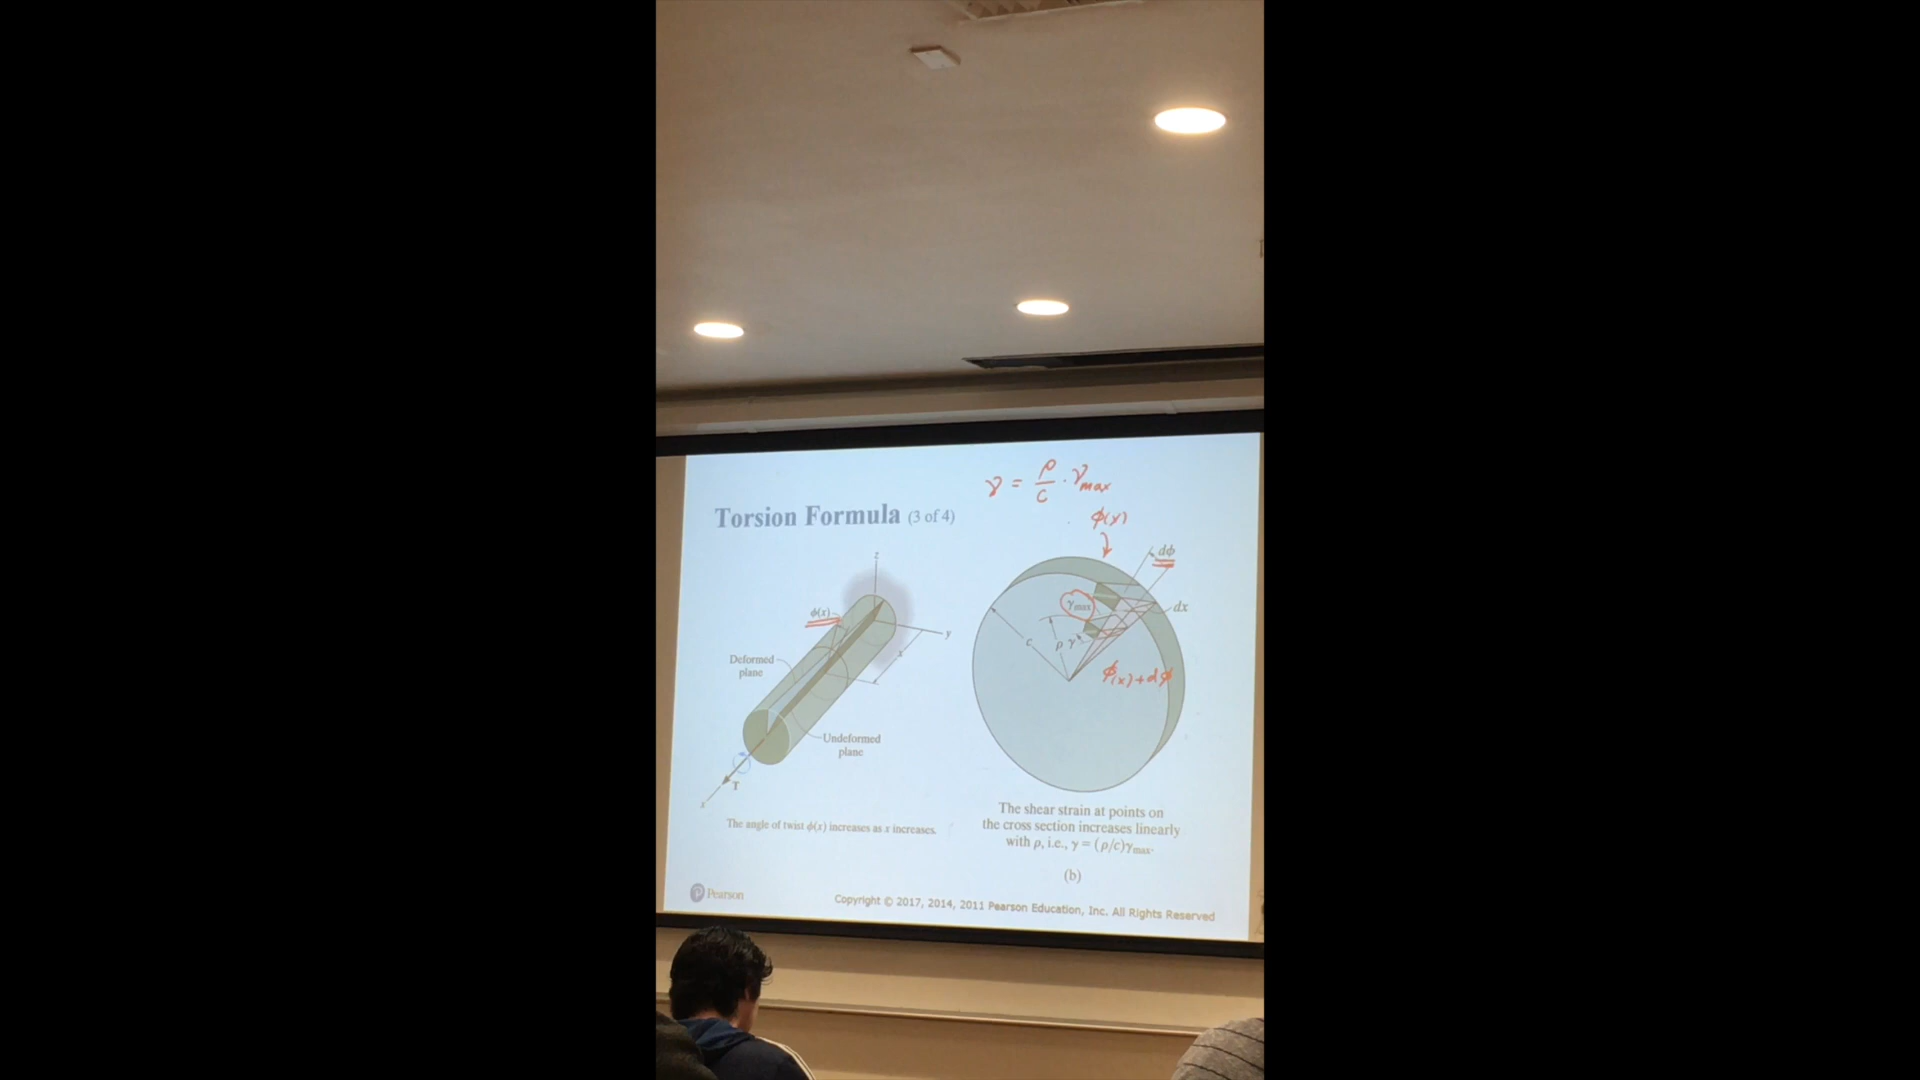 γ = ρ/c · γmax
Torsion Formula (3 of 4)
ϕ(x)
z
dϕ
ϕ(x)
γmax
dx
y
c
ρ γ
x
Deformed
plane
ϕ(x)+dϕ
Undeformed
plane
T
x
The angle of twist ϕ(x) increases as x increases.
The shear strain at points on
the cross section increases linearly
with ρ, i.e., γ = (ρ/c)γmax.
(b)
P Pearson
Copyright © 2017, 2014, 2011 Pearson Education, Inc. All Rights Reserved